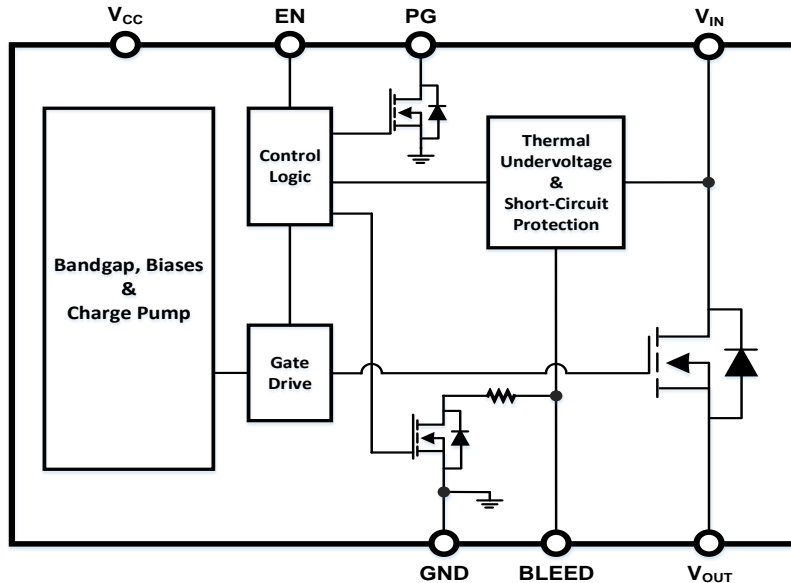 VCC EN PG VIN
Control
Logic
Thermal
Undervoltage
&
Short-Circuit
Protection
Bandgap, Biases
&
Charge Pump
Gate
Drive
GND BLEED VOUT